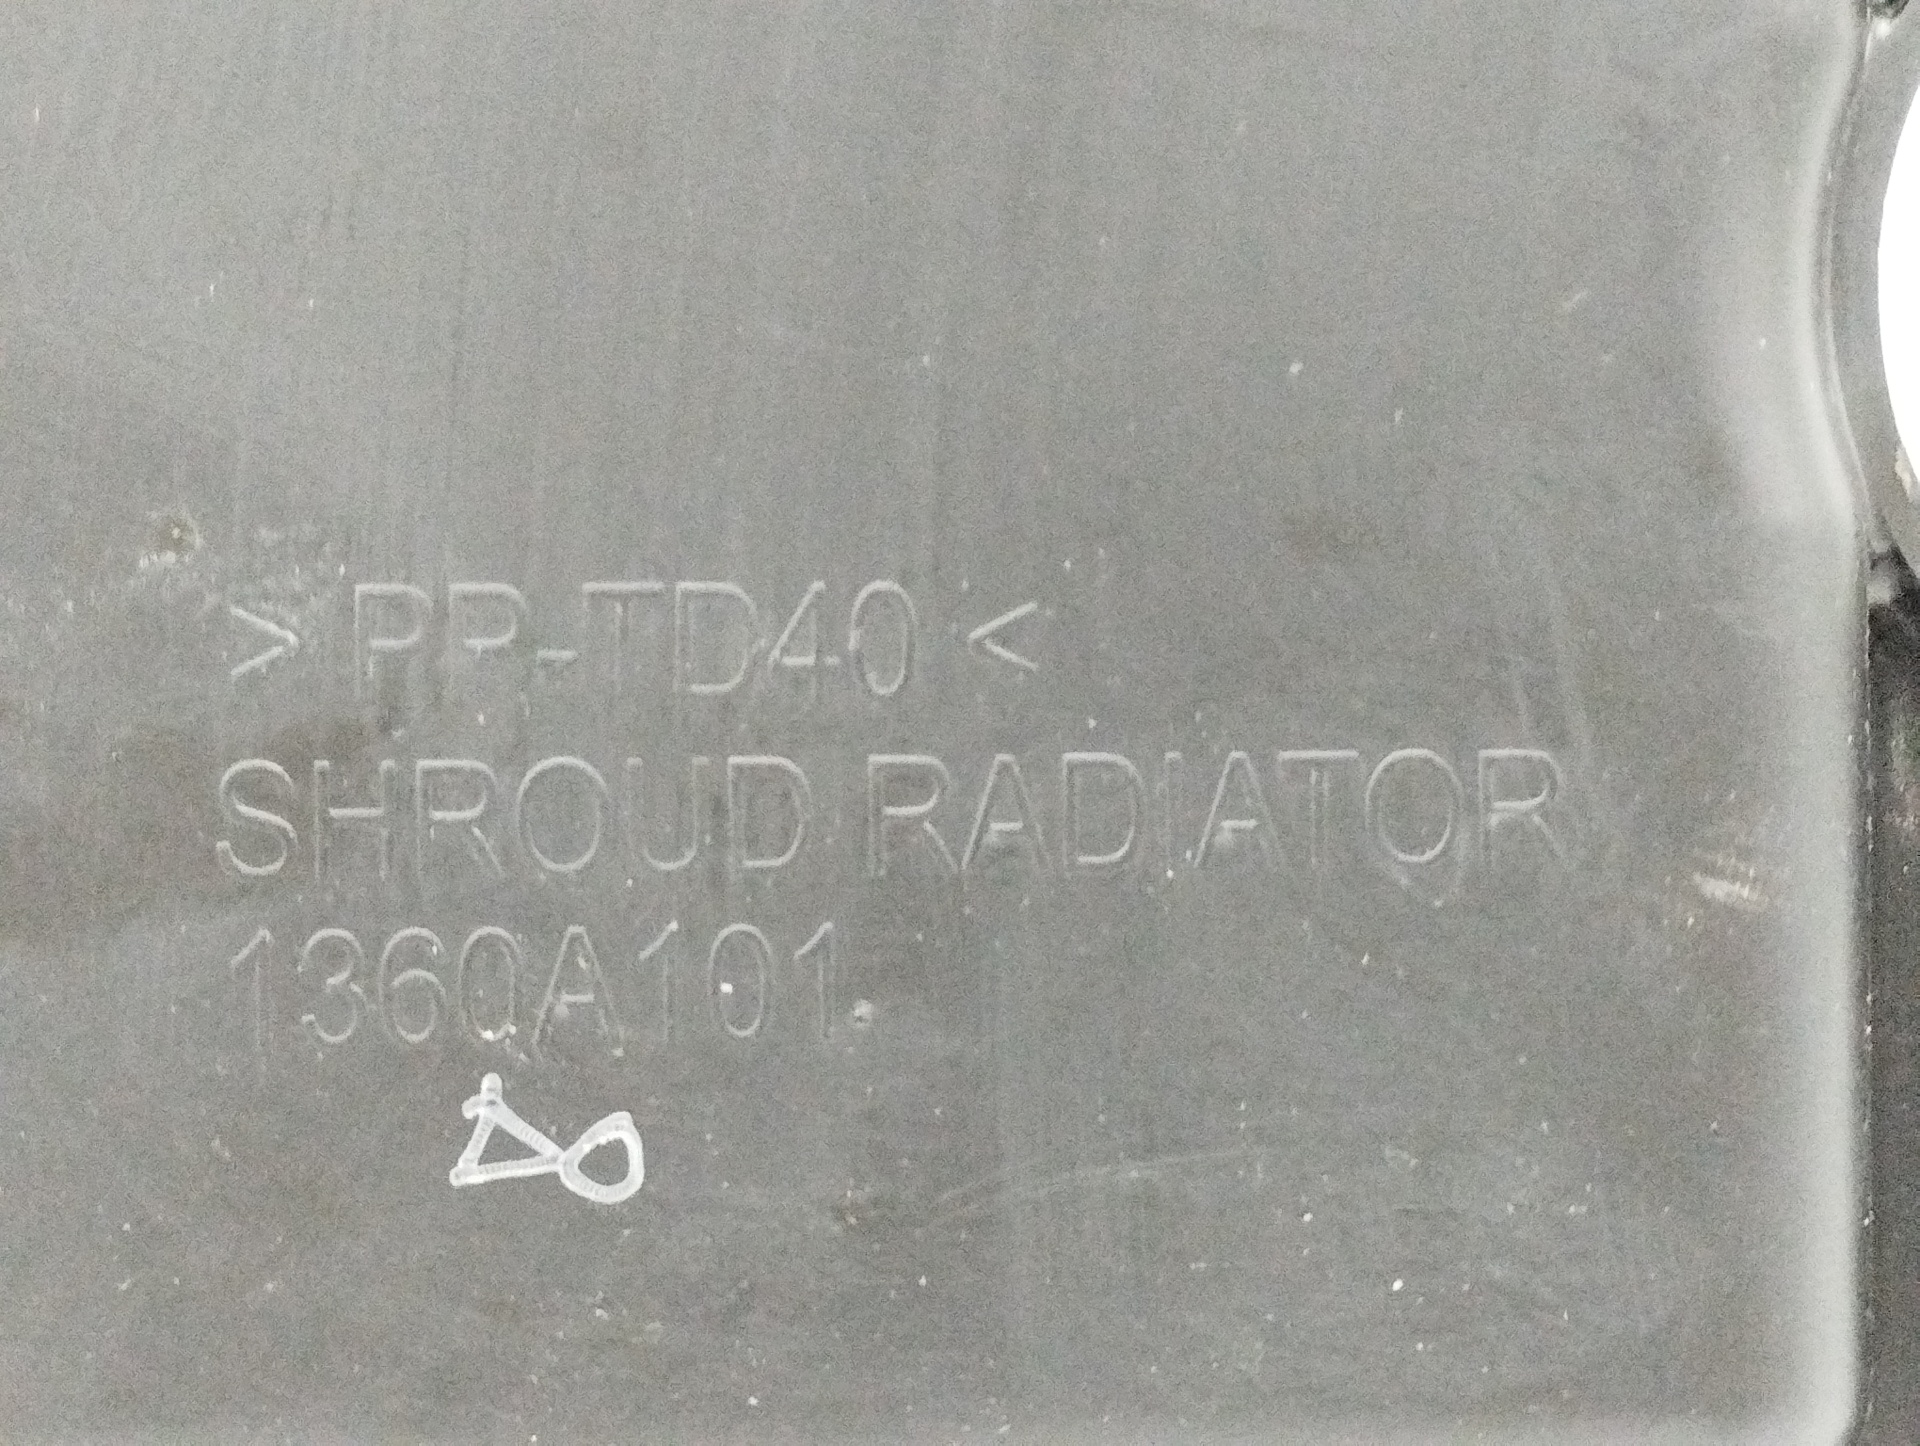 >PP-TD40<
SHROUD RADIATOR
1360A101